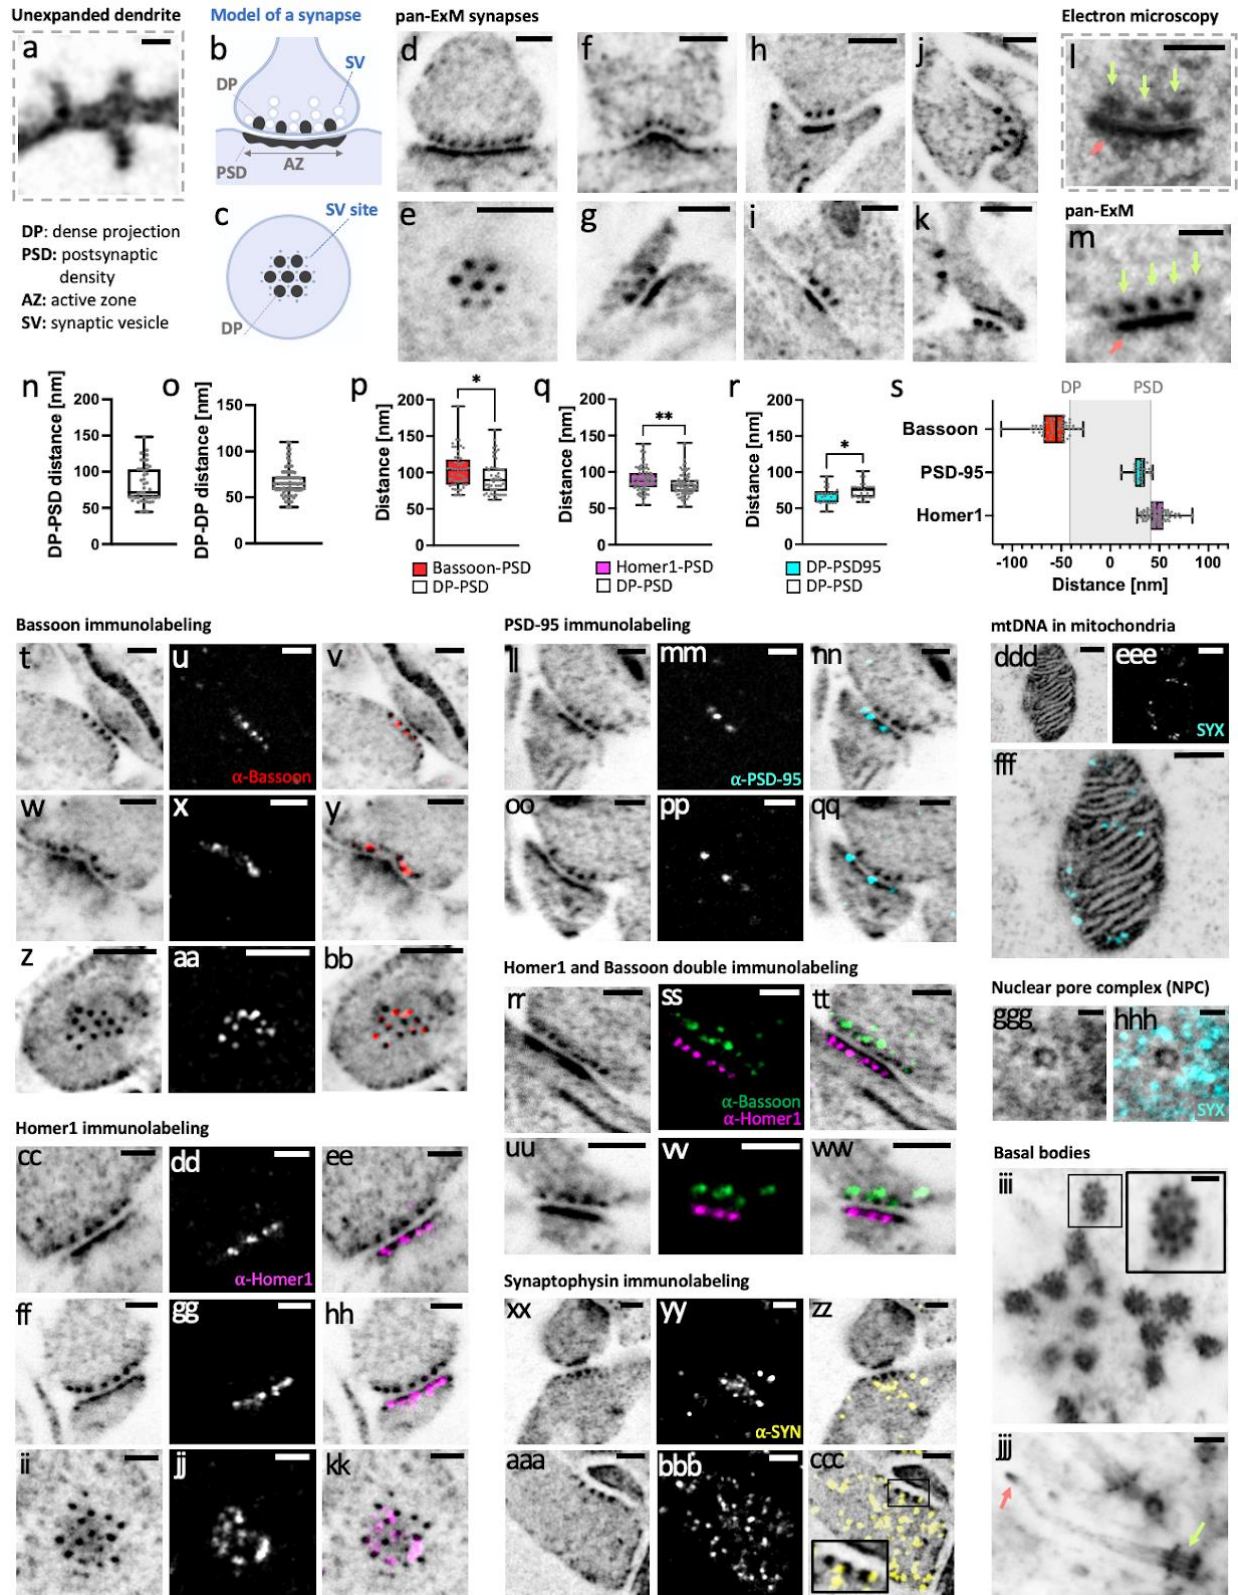 Unexpanded dendrite
Model of a synapse
pan-ExM synapses
Electron microscopy
a
b
SV
DP
PSD
AZ
d
f
h
j
l
c
SV site
DP
DP: dense projection
PSD: postsynaptic
density
AZ: active zone
SV: synaptic vesicle
e
g
i
k
pan-ExM
m
n
DP-PSD distance [nm]
200
150
100
50
0
o
DP-DP distance [nm]
150
100
50
0
p
Distance [nm]
200
150
100
50
0
*
Bassoon-PSD
DP-PSD
q
Distance [nm]
200
150
100
50
0
**
Homer1-PSD
DP-PSD
r
Distance [nm]
200
150
100
50
0
*
DP-PSD95
DP-PSD
s
DP
PSD
Bassoon
PSD-95
Homer1
-100
-50
0
50
100
Distance [nm]
Bassoon immunolabeling
t
u
α-Bassoon
v
w
x
y
z
aa
bb
Homer1 immunolabeling
cc
dd
α-Homer1
ee
ff
gg
hh
ii
jj
kk
PSD-95 immunolabeling
ll
mm
α-PSD-95
nn
oo
pp
qq
Homer1 and Bassoon double immunolabeling
rr
ss
α-Bassoon
α-Homer1
tt
uu
vv
ww
Synaptophysin immunolabeling
xx
yy
α-SYN
zz
aaa
bbb
ccc
mtDNA in mitochondria
ddd
eee
SYX
fff
Nuclear pore complex (NPC)
ggg
hhh
SYX
Basal bodies
iii
jjj